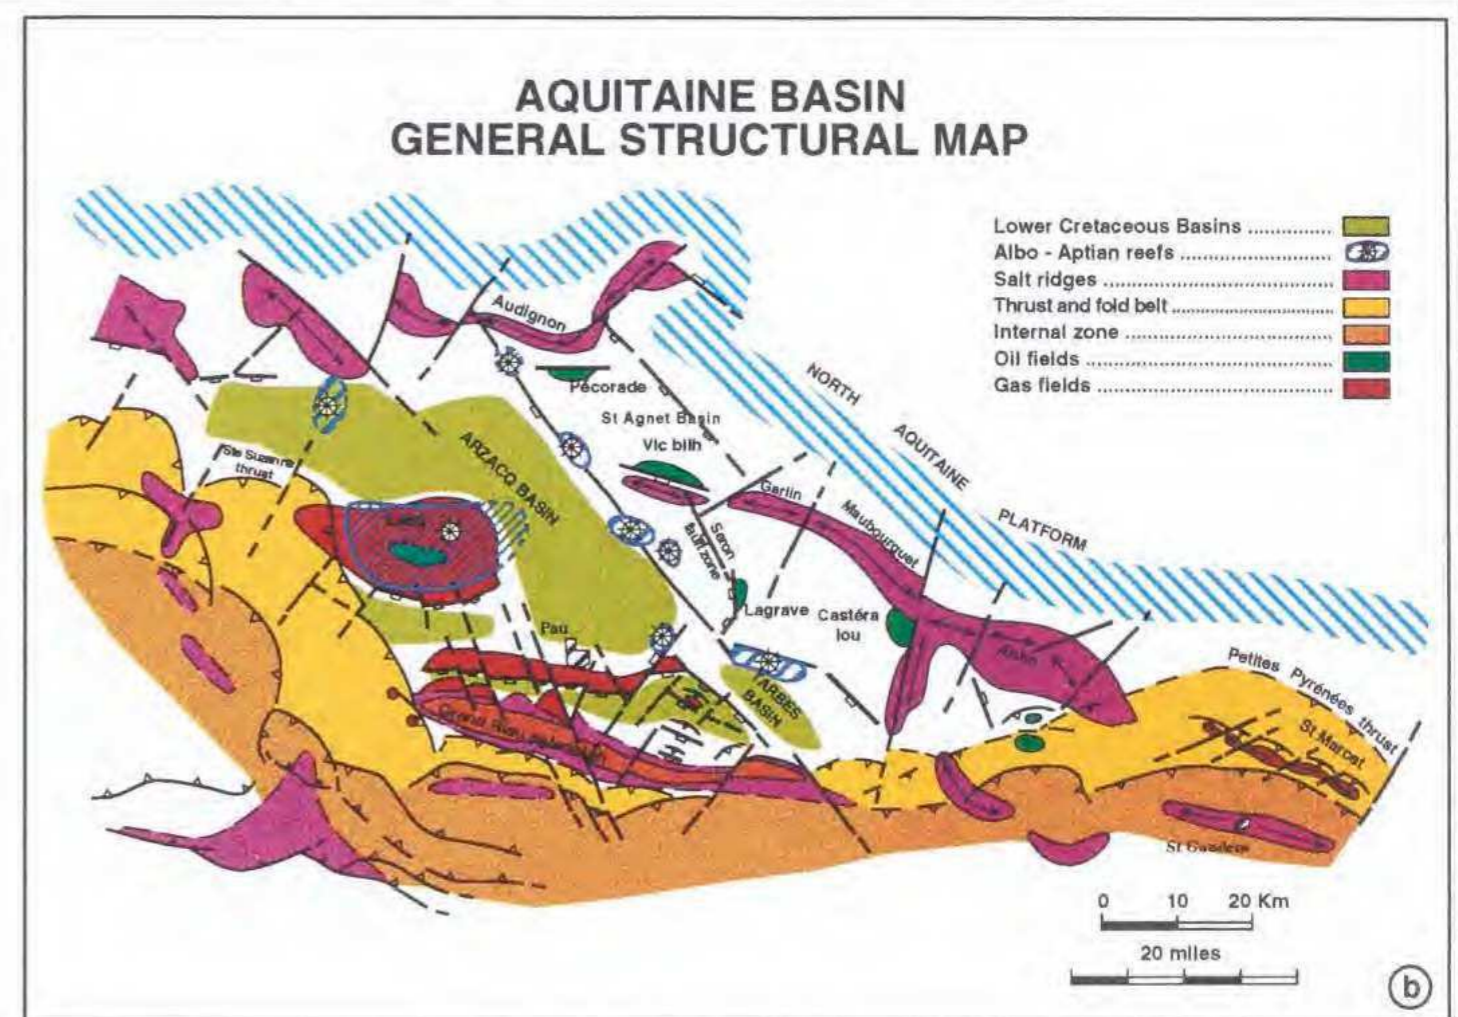 AQUITAINE BASIN
GENERAL STRUCTURAL MAP
Lower Cretaceous Basins
Albo - Aptian reefs
Salt ridges
Thrust and fold belt
Internal zone
Oil fields
Gas fields
Audignon
Pécorade
NORTH
AQUITAINE
PLATFORM
St Agnet Basin
Vic bilh
ARZACQ BASIN
Ste Suzanne
thrust
Garlin
Maubourguet
Seron
fault zone
Lagrave
Castéra
lou
Pau
TARBES
BASIN
Petites Pyrénées thrust
St Marcet
St Gaudens
0 10 20 Km
20 miles
b